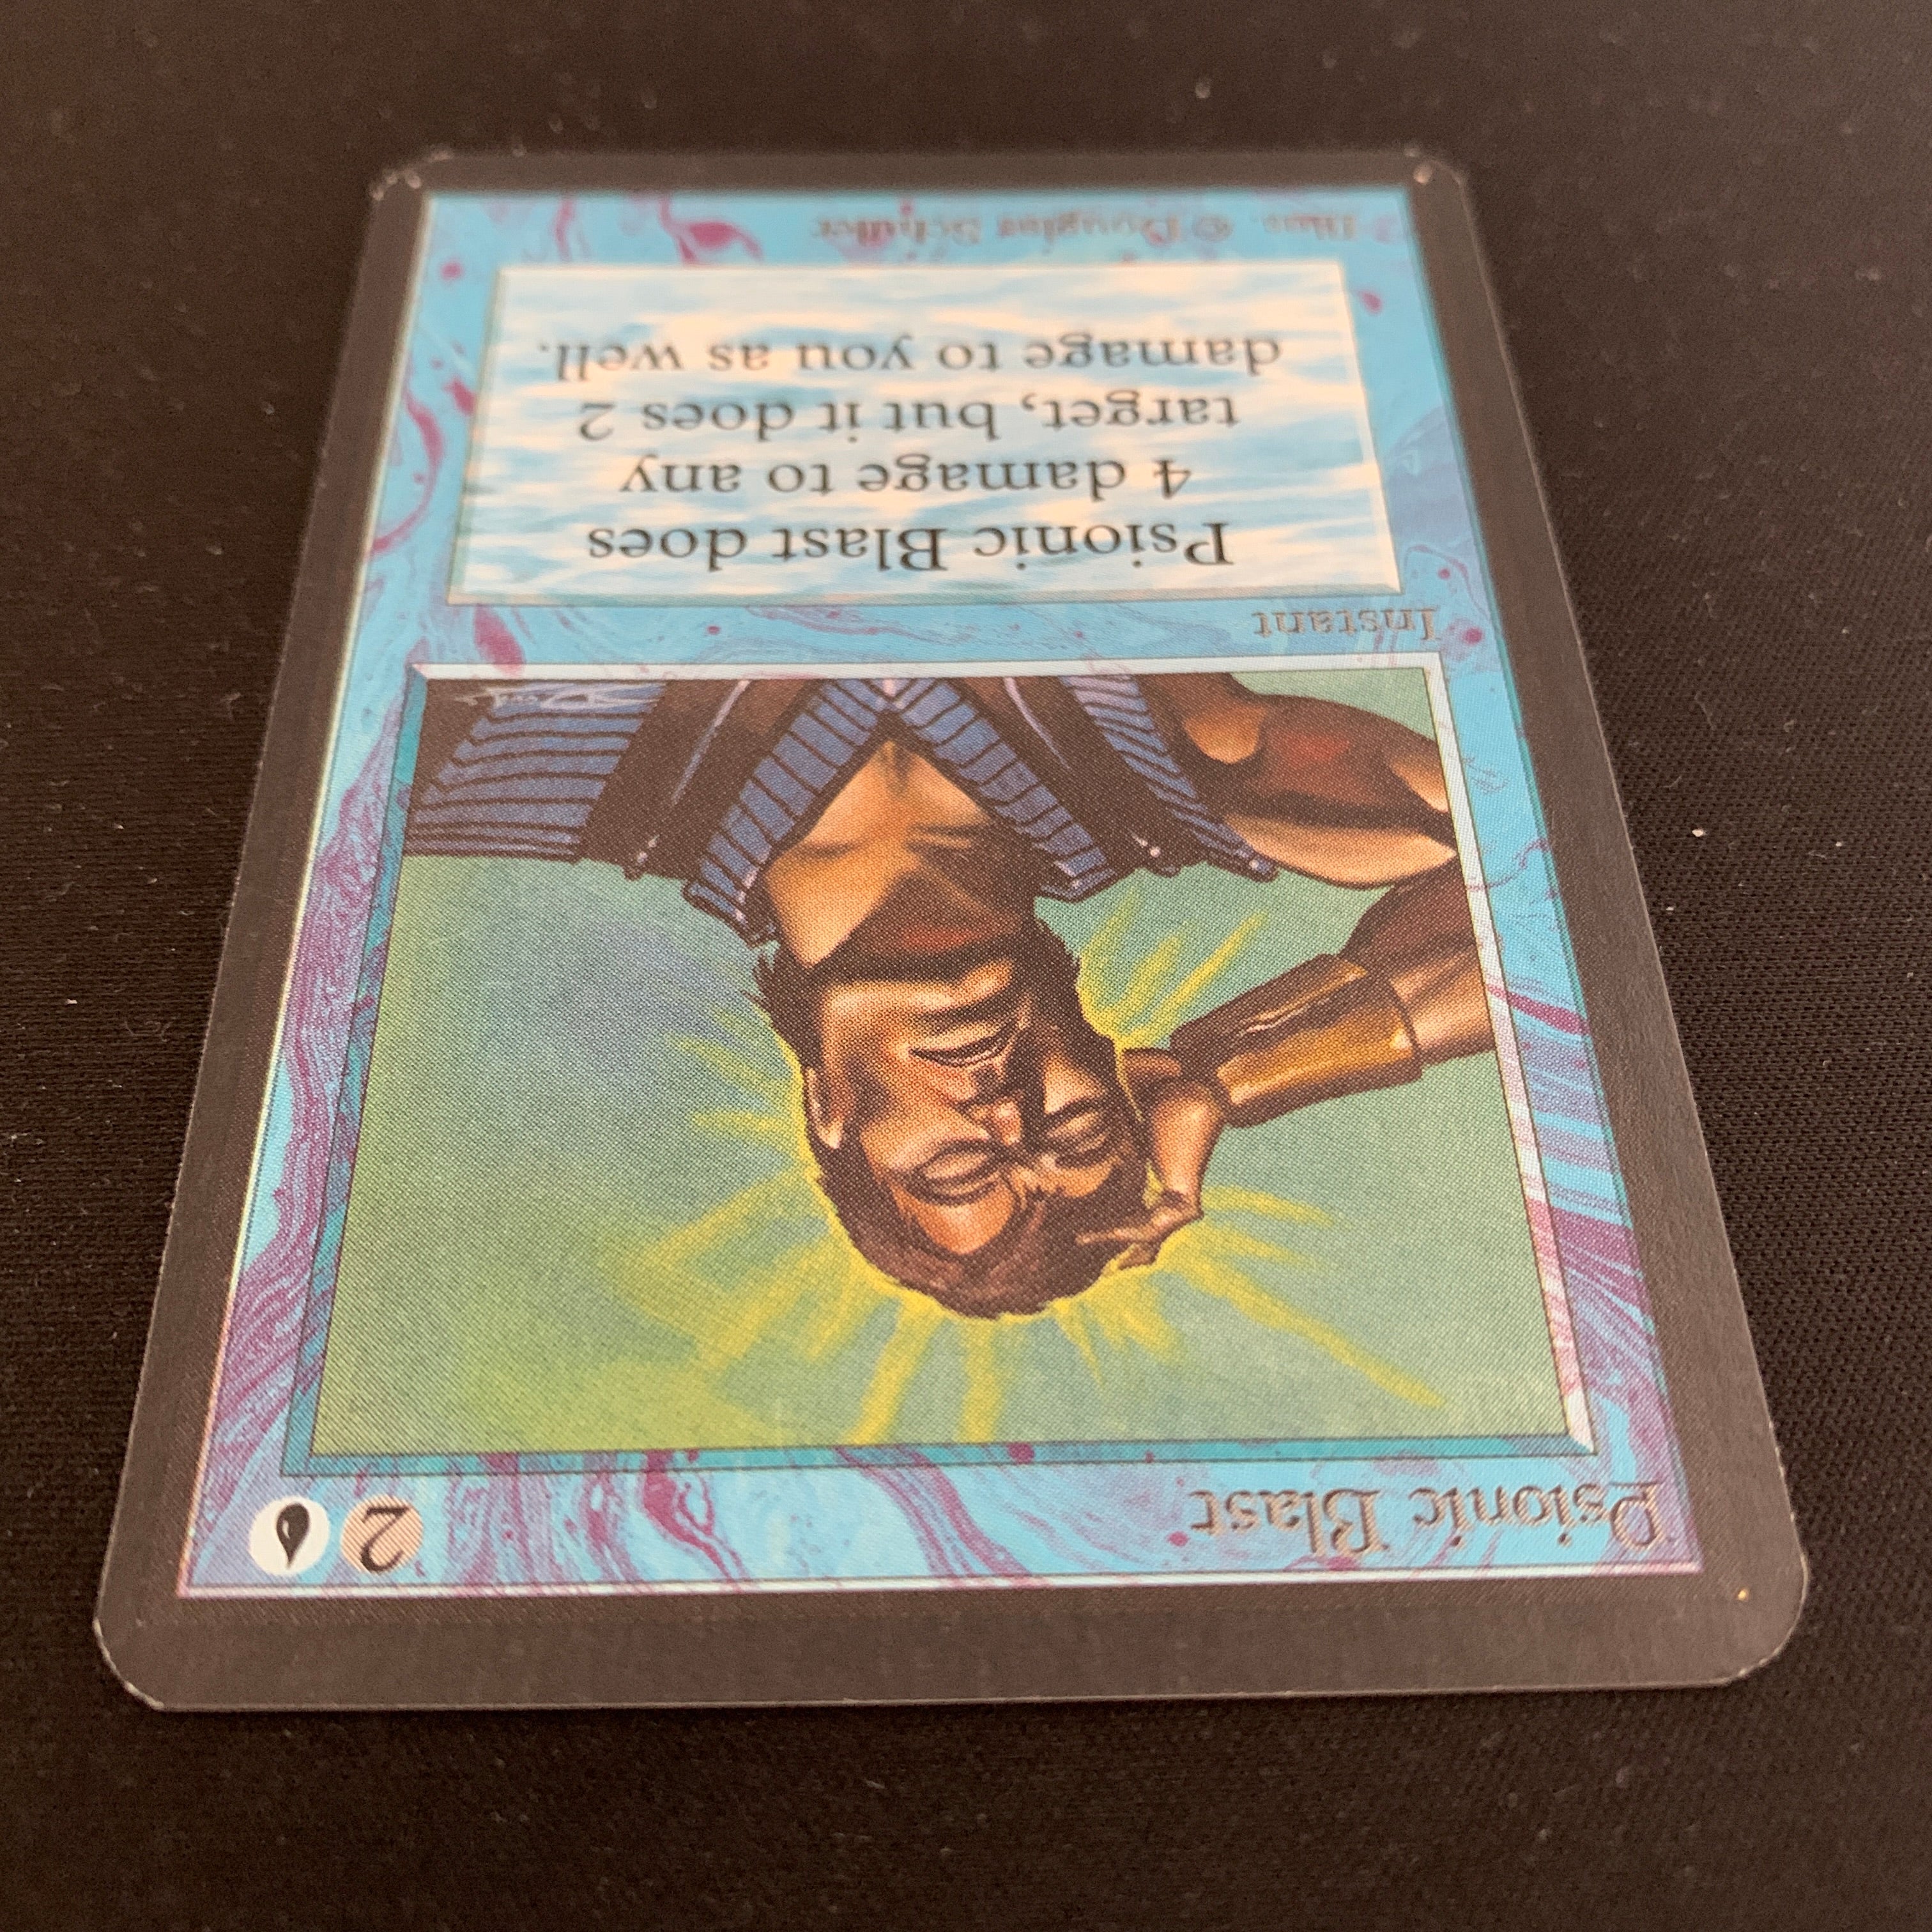 Psionic Blast 2
Instant
Psionic Blast does
4 damage to any
target, but it does 2
damage to you as well.
Illus. © Douglas Schuler